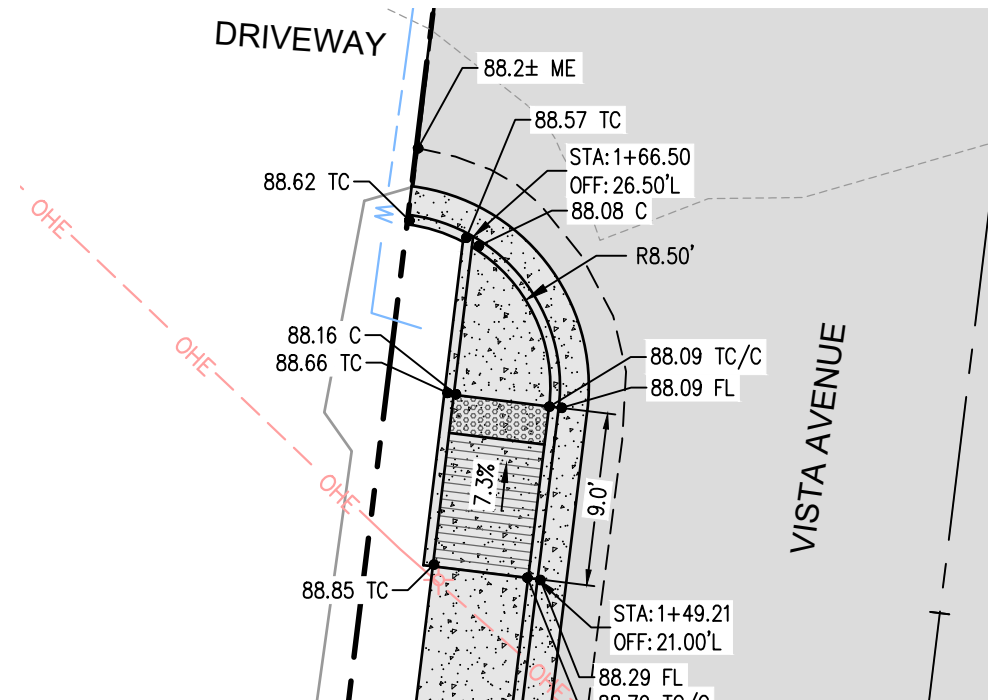 DRIVEWAY
88.2± ME
88.57 TC
STA:1+66.50
OFF:26.50'L
88.62 TC
88.08 C
W
OHE
R8.50'
88.16 C
88.66 TC
OHE
88.09 TC/C
88.09 FL
VISTA AVENUE
7.3%
9.0'
OHE
88.85 TC
STA:1+49.21
OFF:21.00'L
88.29 FL
OHE